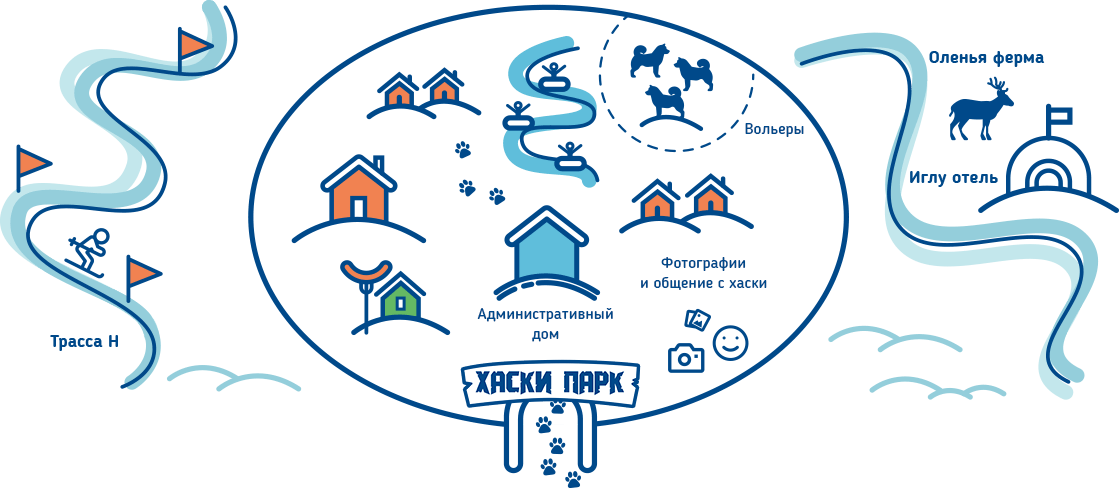 Оленья ферма
Вольеры
Иглу отель
Фотографии
и общение с хаски
Административный
дом
Трасса Н
ХАСКИ ПАРК